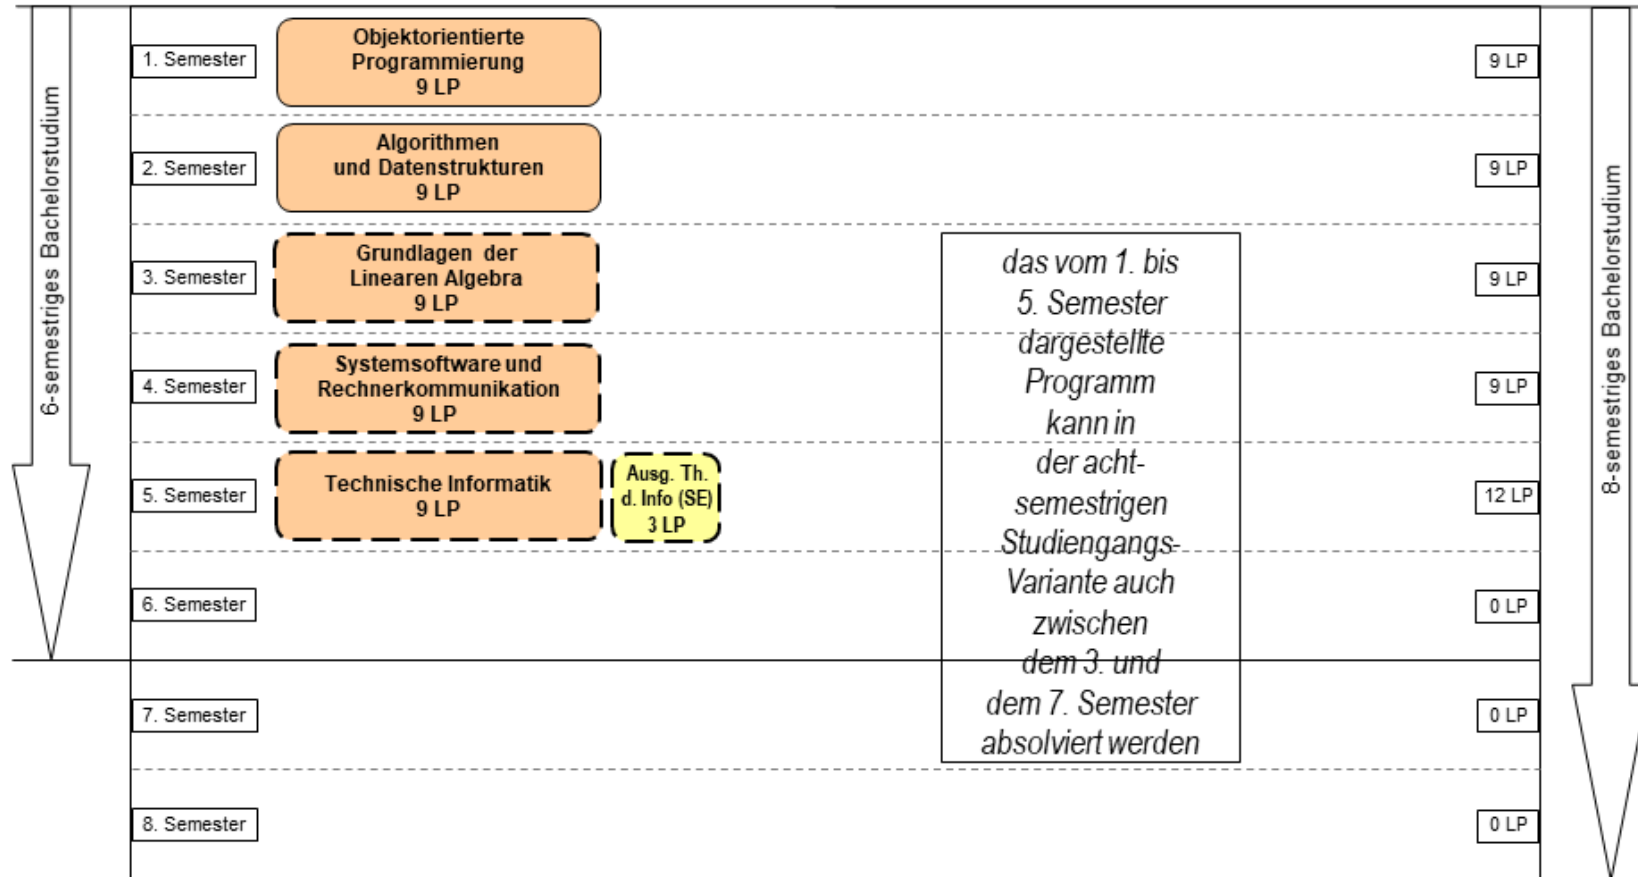 6-semestriges Bachelorstudium
1. Semester
Objektorientierte
Programmierung
9 LP
9 LP
2. Semester
Algorithmen
und Datenstrukturen
9 LP
9 LP
3. Semester
Grundlagen der
Linearen Algebra
9 LP
9 LP
4. Semester
Systemsoftware und
Rechnerkommunikation
9 LP
9 LP
5. Semester
Technische Informatik
9 LP
Ausg. Th.
d. Info (SE)
3 LP
12 LP
6. Semester
0 LP
7. Semester
0 LP
8. Semester
0 LP
das vom 1. bis
5. Semester
dargestellte
Programm
kann in
der acht-
semestrigen
Studiengangs-
Variante auch
zwischen
dem 3. und
dem 7. Semester
absolviert werden
8-semestriges Bachelorstudium